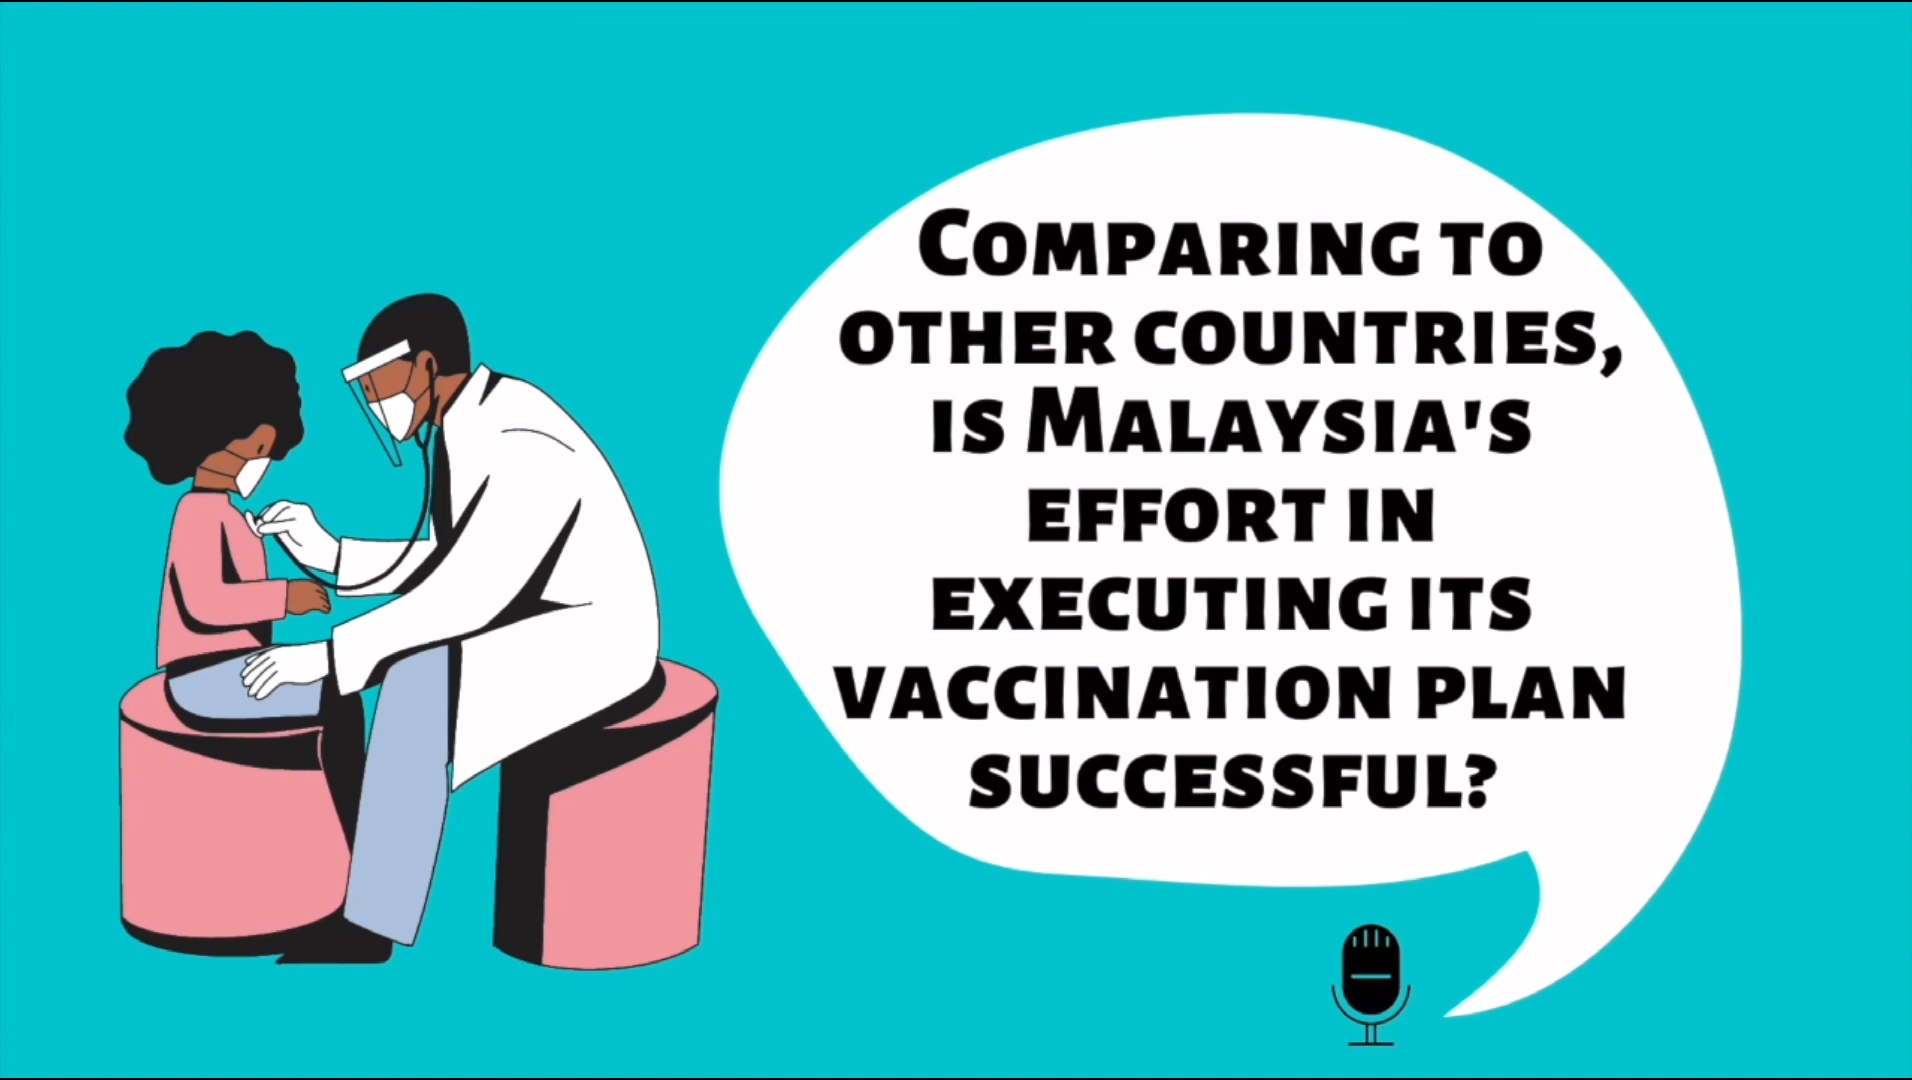 Comparing to
other countries,
is Malaysia's
effort in
executing its
vaccination plan
successful?